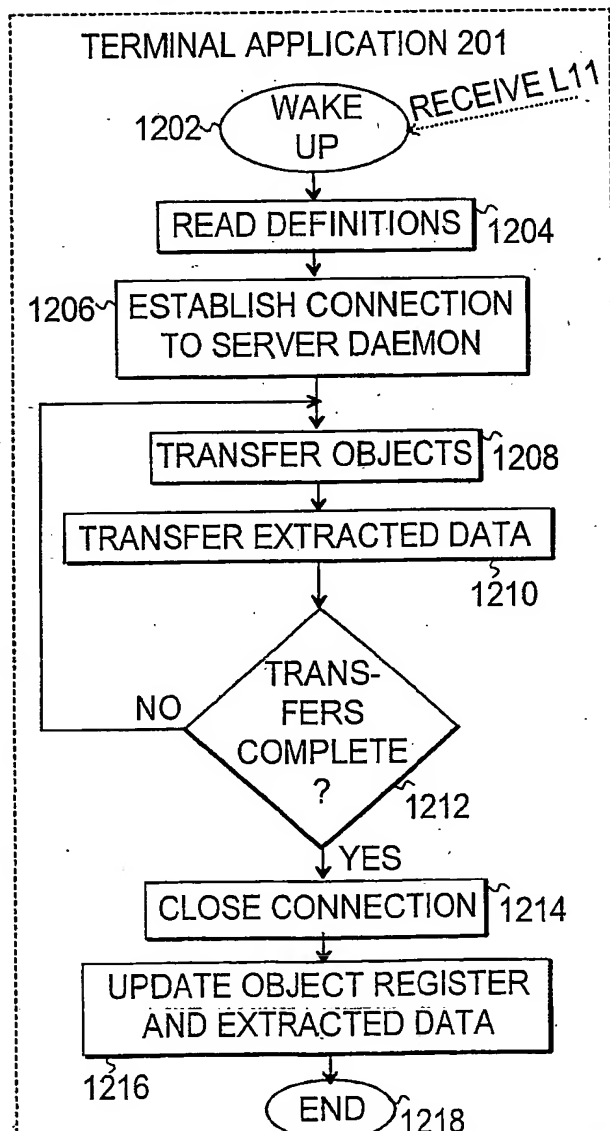 TERMINAL APPLICATION 201
WAKE
UP
1202
RECEIVE L11
READ DEFINITIONS
1204
1206
ESTABLISH CONNECTION
TO SERVER DAEMON
TRANSFER OBJECTS
1208
TRANSFER EXTRACTED DATA
1210
TRANS-
FERS
COMPLETE
?
NO
1212
YES
CLOSE CONNECTION
1214
UPDATE OBJECT REGISTER
AND EXTRACTED DATA
1216
END
1218